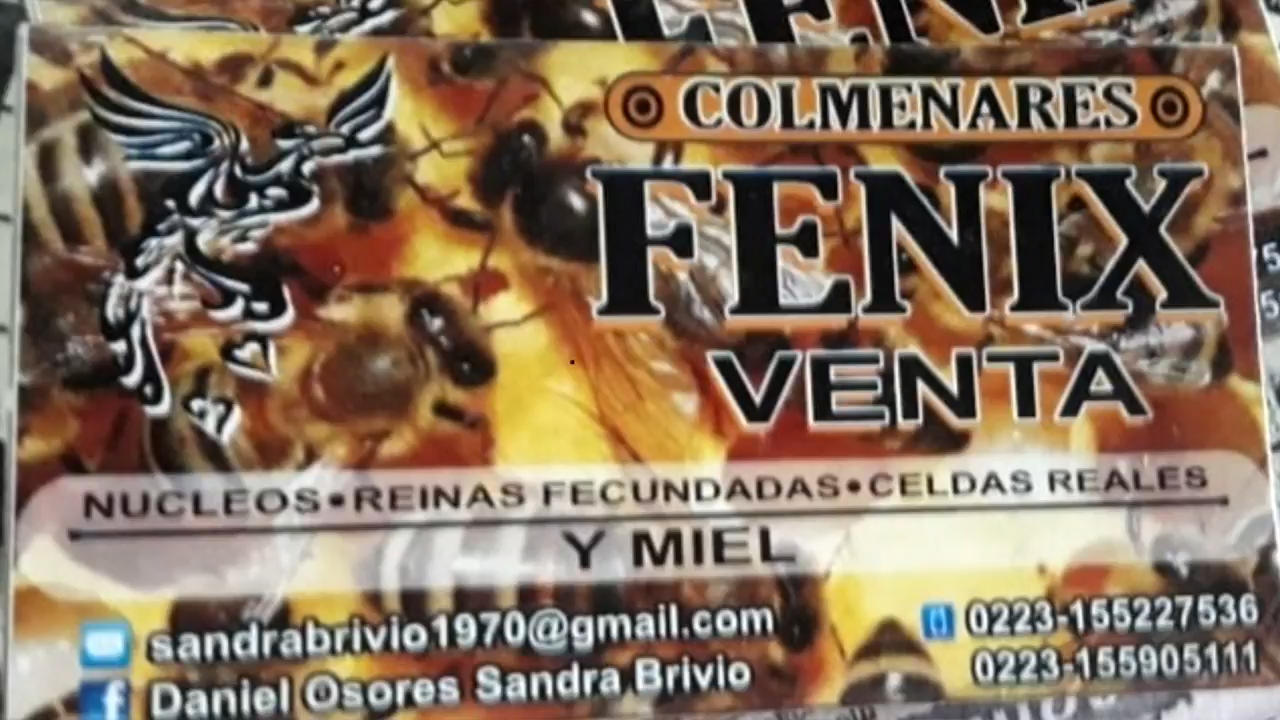 COLMENARES
FENIX
VENTA
NUCLEOS•REINAS FECUNDADAS•CELDAS REALES
Y MIEL
sandrabrivio1970@gmail.com
0223-155227536
Daniel Osores Sandra Brivio
0223-155905111